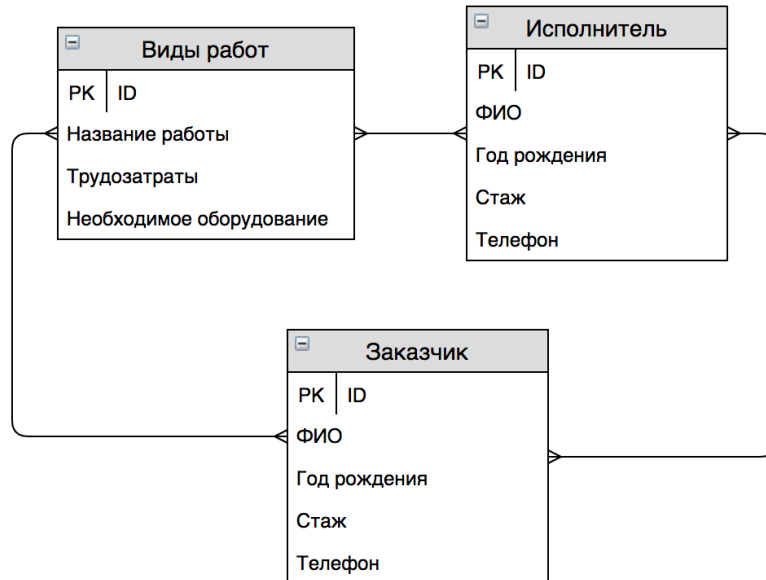 Виды работ
PK ID
Название работы
Трудозатраты
Необходимое оборудование
Исполнитель
PK ID
ФИО
Год рождения
Стаж
Телефон
Заказчик
PK ID
ФИО
Год рождения
Стаж
Телефон